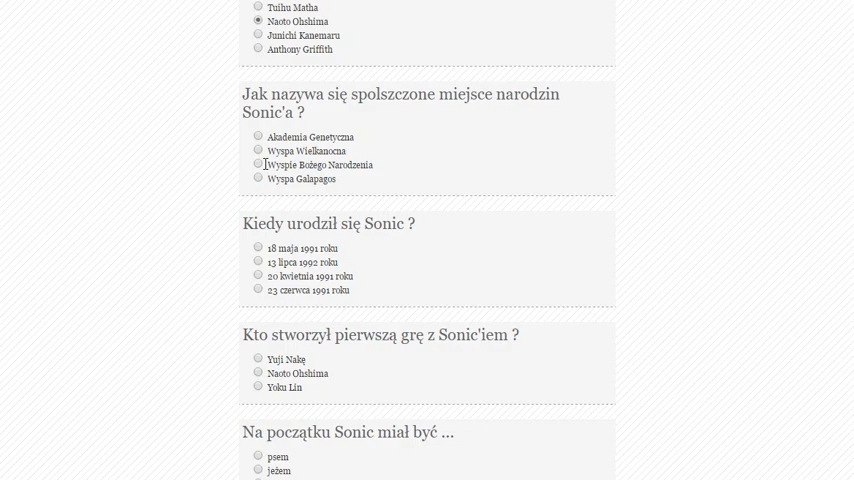 Tuihu Matha
Naoto Ohshima
Junichi Kanemaru
Anthony Griffith
Jak nazywa się spolszczone miejsce narodzin
Sonic'a ?
Akademia Genetyczna
Wyspa Wielkanocna
Wyspie Bożego Narodzenia
Wyspa Galapagos
Kiedy urodził się Sonic ?
18 maja 1991 roku
13 lipca 1992 roku
20 kwietnia 1991 roku
23 czerwca 1991 roku
Kto stworzył pierwszą grę z Sonic'iem ?
Yuji Nakę
Naoto Ohshima
Yoku Lin
Na początku Sonic miał być ...
psem
jeżem